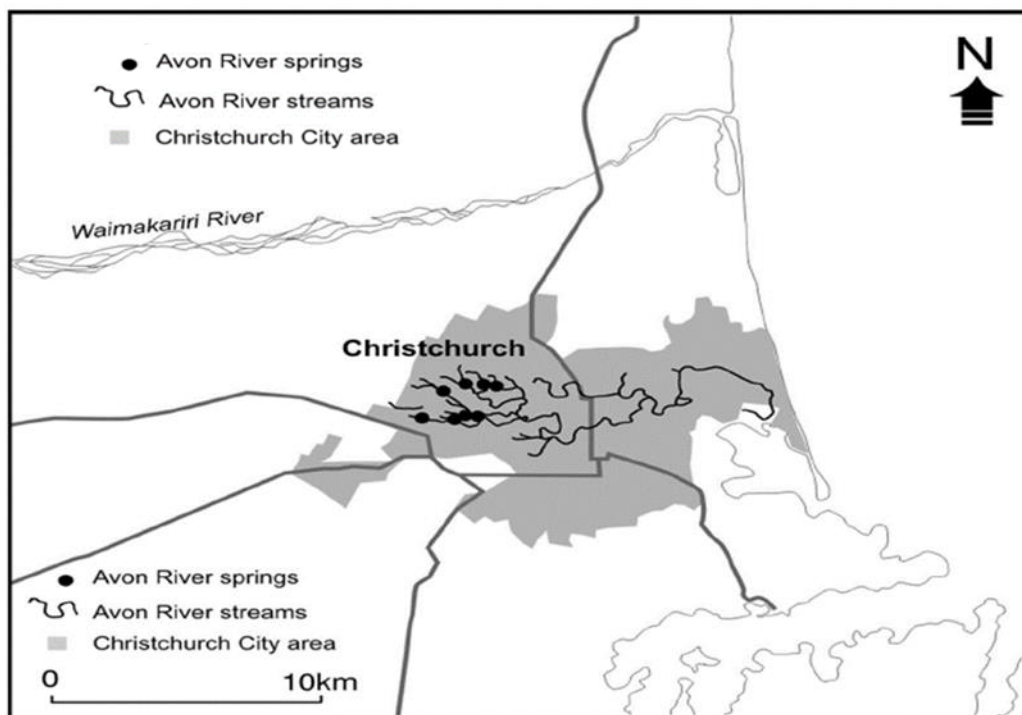 Avon River springs
Avon River streams
Christchurch City area
N
Waimakariri River
Christchurch
Avon River springs
Avon River streams
Christchurch City area
0 10km